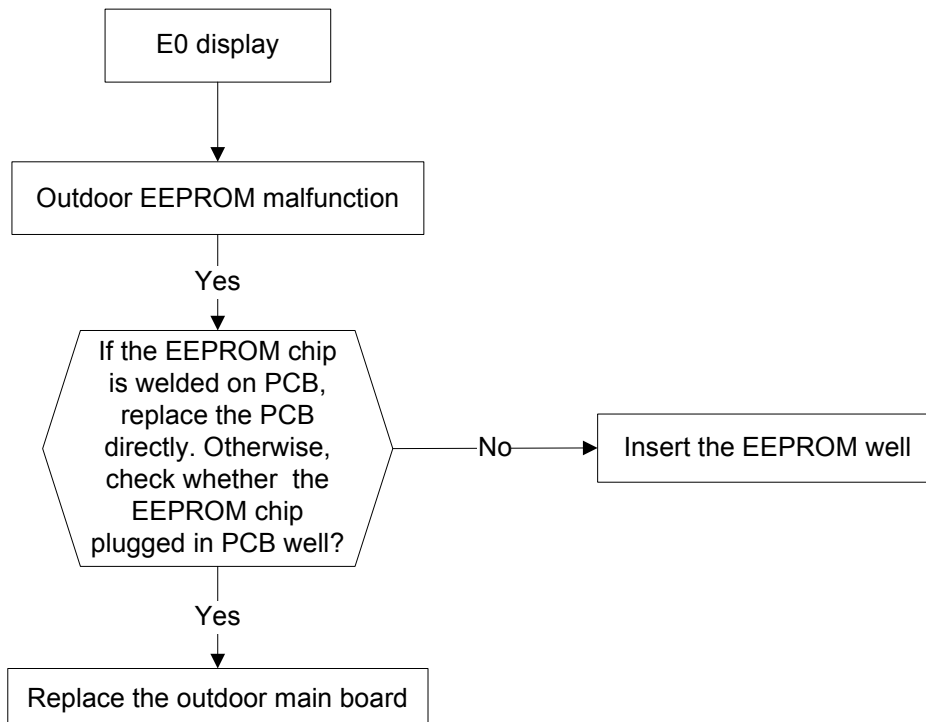 E0 display
Outdoor EEPROM malfunction
Yes
If the EEPROM chip
is welded on PCB,
replace the PCB
directly. Otherwise,
check whether  the
EEPROM chip
plugged in PCB well?
No
Insert the EEPROM well
Yes
Replace the outdoor main board